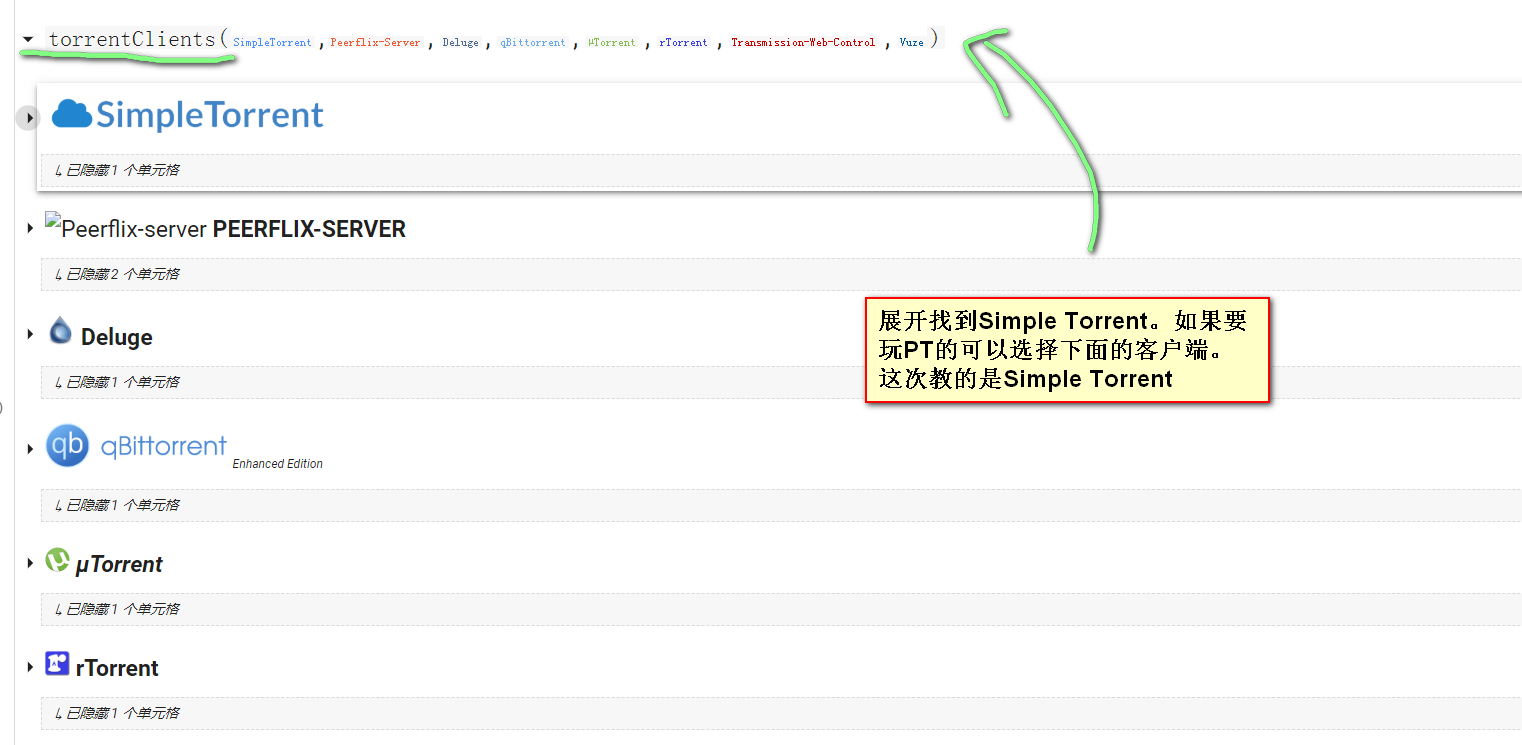 torrentClients( SimpleTorrent , Peerflix-Server , Deluge , qBittorrent , µTorrent , rTorrent , Transmission-Web-Control , Vuze )
SimpleTorrent
↳ 已隐藏 1 个单元格
Peerflix-server PEERFLIX-SERVER
↳ 已隐藏 2 个单元格
Deluge
↳ 已隐藏 1 个单元格
qb qBittorrent Enhanced Edition
↳ 已隐藏 1 个单元格
µTorrent
↳ 已隐藏 1 个单元格
rTorrent
↳ 已隐藏 1 个单元格
展开找到Simple Torrent。如果要
玩PT的可以选择下面的客户端。
这次教的是Simple Torrent